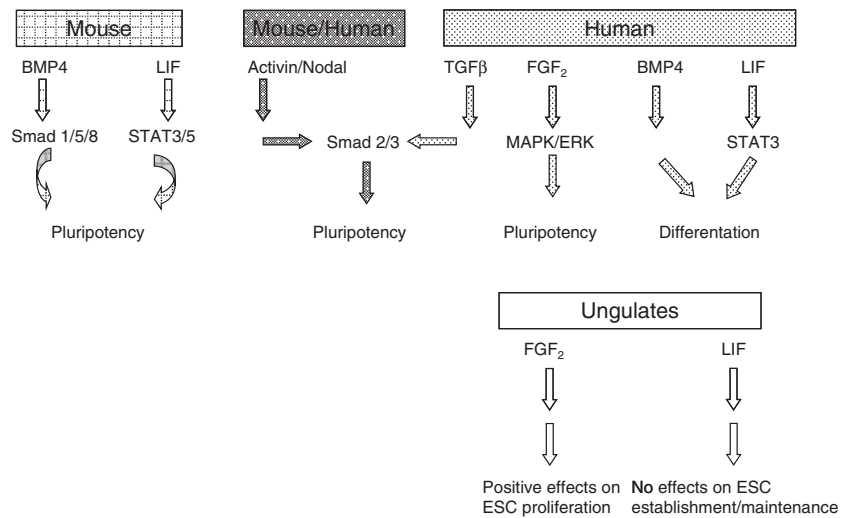 Mouse
Mouse/Human
Human
BMP4
LIF
Activin/Nodal
TGFβ
FGF₂
BMP4
LIF
Smad 1/5/8
STAT3/5
Smad 2/3
MAPK/ERK
STAT3
Pluripotency
Pluripotency
Pluripotency
Differentation
Ungulates
FGF₂
LIF
Positive effects on
ESC proliferation
No effects on ESC
establishment/maintenance